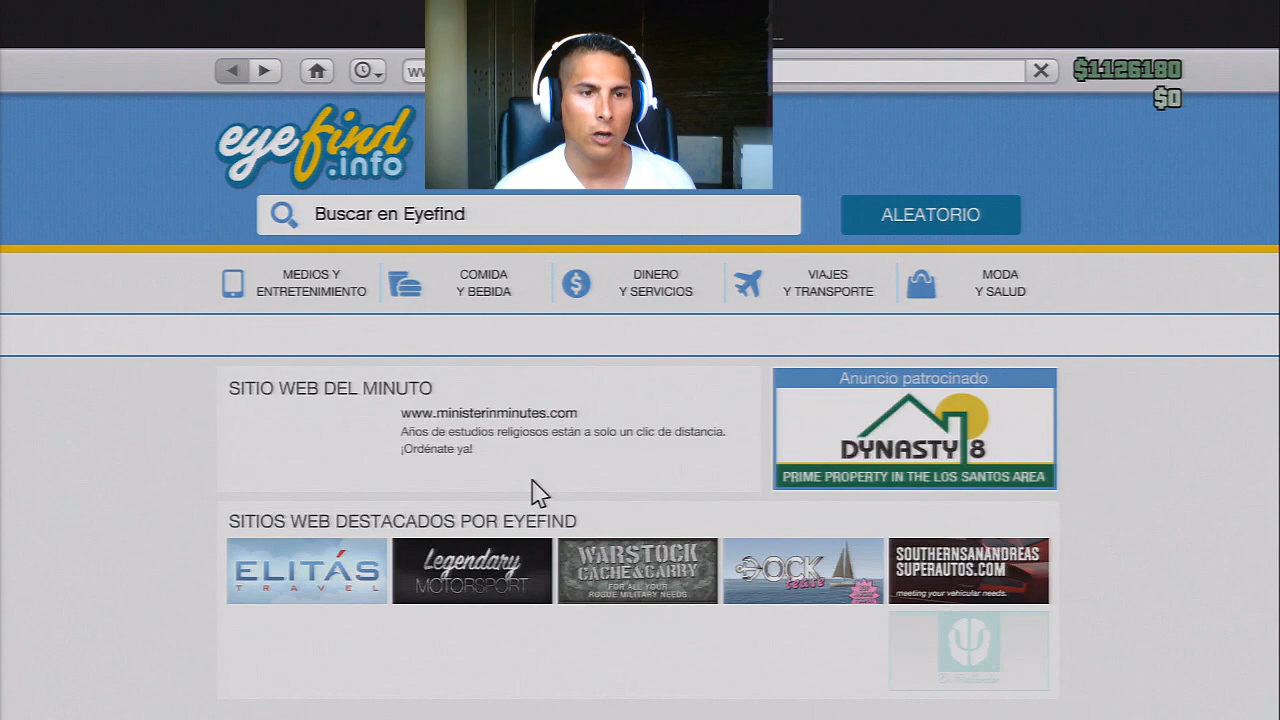 ww
$1126180
$0
eyefind
.info
Buscar en Eyefind
ALEATORIO
MEDIOS Y
ENTRETENIMIENTO
COMIDA
Y BEBIDA
DINERO
Y SERVICIOS
VIAJES
Y TRANSPORTE
MODA
Y SALUD
SITIO WEB DEL MINUTO
www.ministerinminutes.com
Años de estudios religiosos están a solo un clic de distancia.
¡Ordénate ya!
Anuncio patrocinado
DYNASTY 8
PRIME PROPERTY IN THE LOS SANTOS AREA
SITIOS WEB DESTACADOS POR EYEFIND
ELITÁS
TRAVEL
Legendary
MOTORSPORT
WARSTOCK
CACHE & CARRY
FOR ALL YOUR
ROGUE MILITARY NEEDS
DOCK
tease
SOUTHERNSANANDREAS
SUPERAUTOS.COM
meeting your vehicular needs.